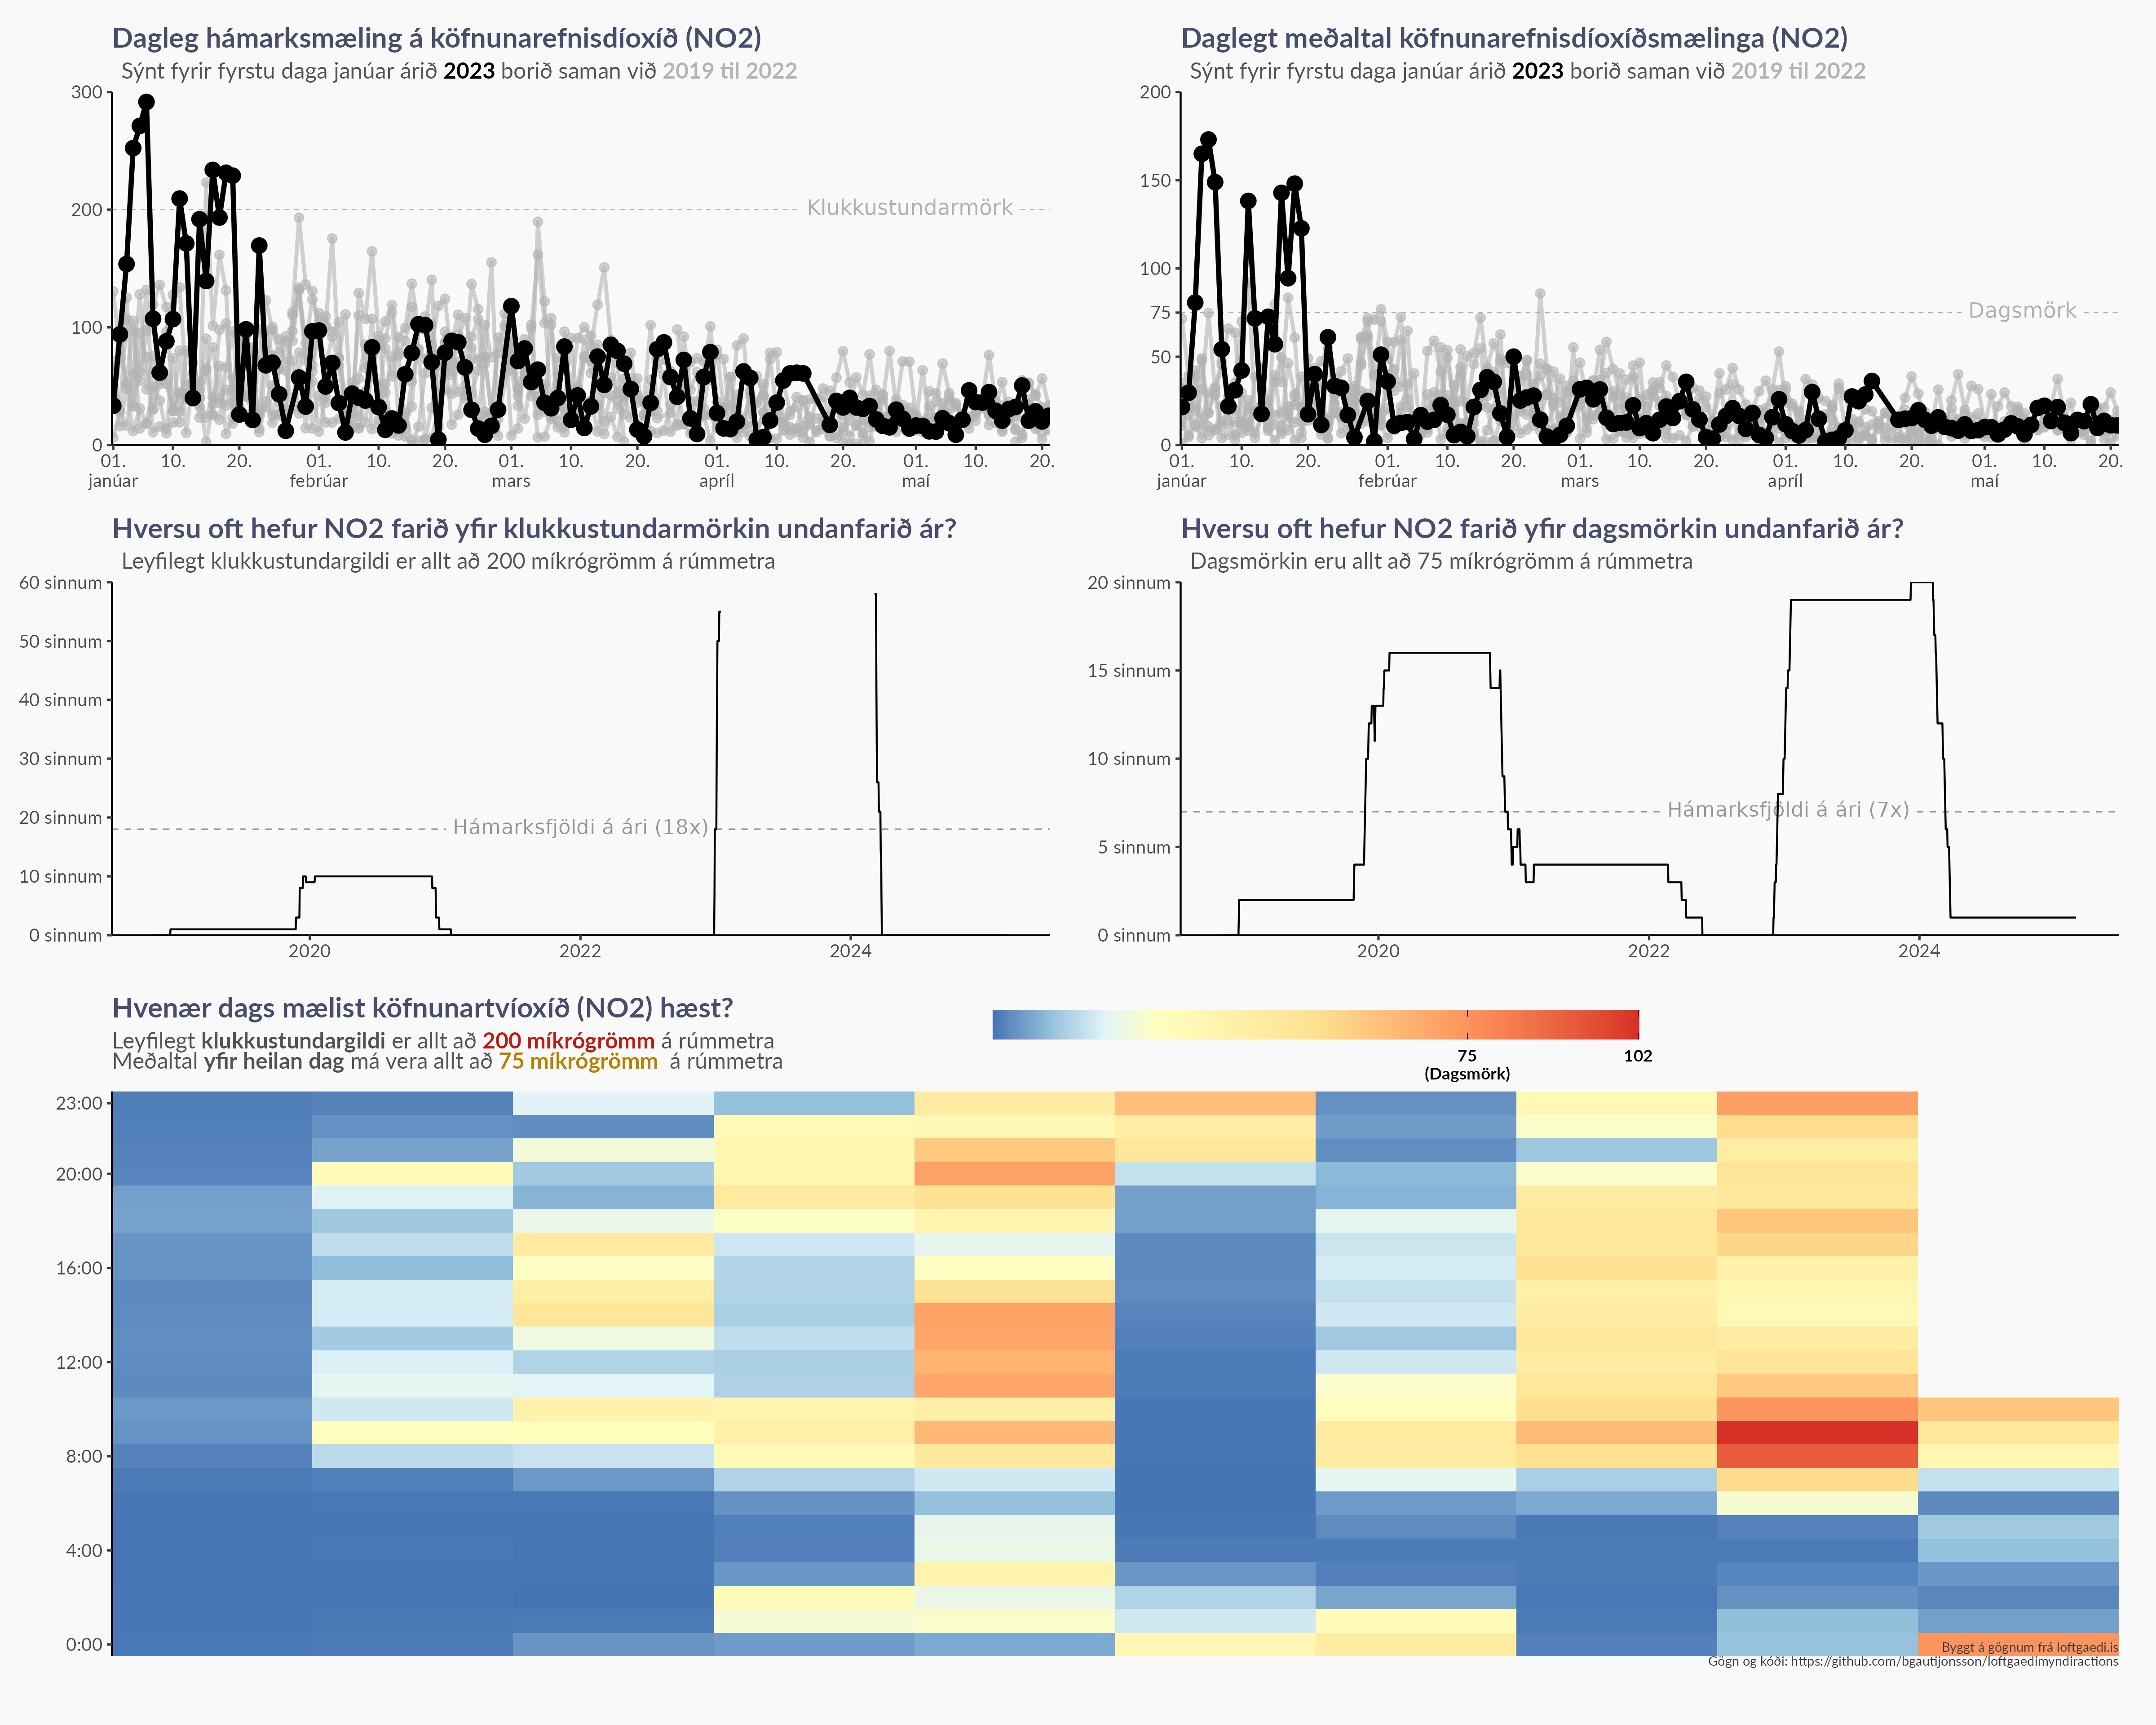 Dagleg hámarksmæling á köfnunarefnisdíoxíð (NO2)
Sýnt fyrir fyrstu daga janúar árið 2023 borið saman við 2019 til 2022
300
200
100
0
Klukkustundarmörk
01. 10. 20. 01. 10. 20. 01. 10. 20. 01. 10. 20. 01. 10. 20.
janúar febrúar mars apríl maí
Daglegt meðaltal köfnunarefnisdíoxíðsmælinga (NO2)
Sýnt fyrir fyrstu daga janúar árið 2023 borið saman við 2019 til 2022
200
150
100
75
50
0
Dagsmörk
01. 10. 20. 01. 10. 20. 01. 10. 20. 01. 10. 20. 01. 10. 20.
janúar febrúar mars apríl maí
Hversu oft hefur NO2 farið yfir klukkustundarmörkin undanfarið ár?
Leyfilegt klukkustundargildi er allt að 200 míkrógrömm á rúmmetra
60 sinnum
50 sinnum
40 sinnum
30 sinnum
20 sinnum
10 sinnum
0 sinnum
Hámarksfjöldi á ári (18x)
2020 2022 2024
Hversu oft hefur NO2 farið yfir dagsmörkin undanfarið ár?
Dagsmörkin eru allt að 75 míkrógrömm á rúmmetra
20 sinnum
15 sinnum
10 sinnum
5 sinnum
0 sinnum
Hámarksfjöldi á ári (7x)
2020 2022 2024
Hvenær dags mælist köfnunartvíoxíð (NO2) hæst?
Leyfilegt klukkustundargildi er allt að 200 míkrógrömm á rúmmetra
Meðaltal yfir heilan dag má vera allt að 75 míkrógrömm á rúmmetra
75 102
(Dagsmörk)
23:00
20:00
16:00
12:00
8:00
4:00
0:00
Byggt á gögnum frá loftgaedi.is
Gögn og kóði: https://github.com/bgautijonsson/loftgaedimyndiractions